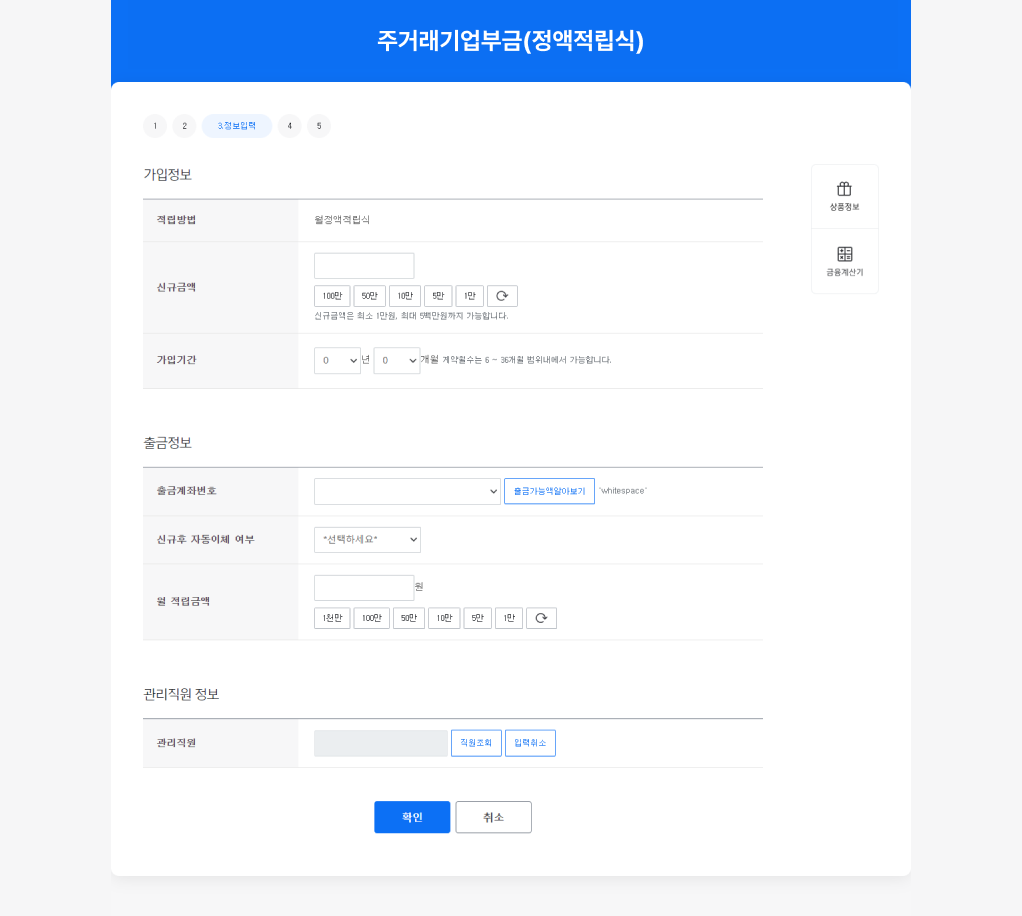 주거래기업부금(정액적립식)
1 2 3.정보입력 4 5
가입정보
상품정보
금융계산기
적립방법 월정액적립식
신규금액
100만 50만 10만 5만 1만
신규금액은 최소 1만원, 최대 5백만원까지 가능합니다.
가입기간 0 년 0 개월 계약월수는 6 ~ 36개월 범위내에서 가능합니다.
출금정보
출금계좌번호 출금가능액알아보기 'whitespace'
신규후 자동이체 여부 *선택하세요*
월 적립금액 원
1천만 100만 50만 10만 5만 1만
관리직원 정보
관리직원 직원조회 입력취소
확인 취소